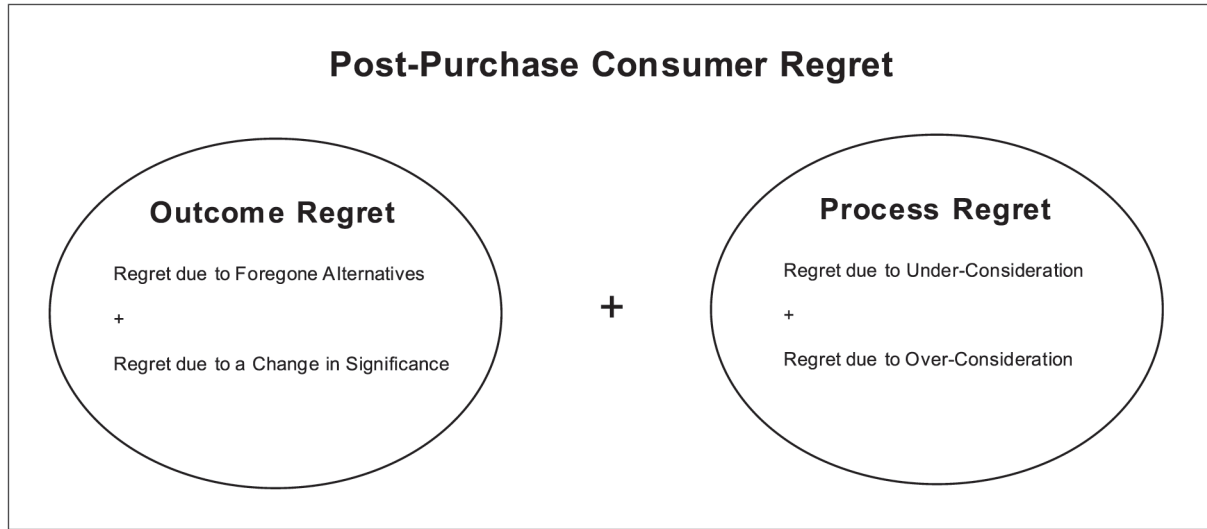 Post-Purchase Consumer Regret
Outcome Regret
Regret due to Foregone Alternatives
+
Regret due to a Change in Significance
+
Process Regret
Regret due to Under-Consideration
+
Regret due to Over-Consideration